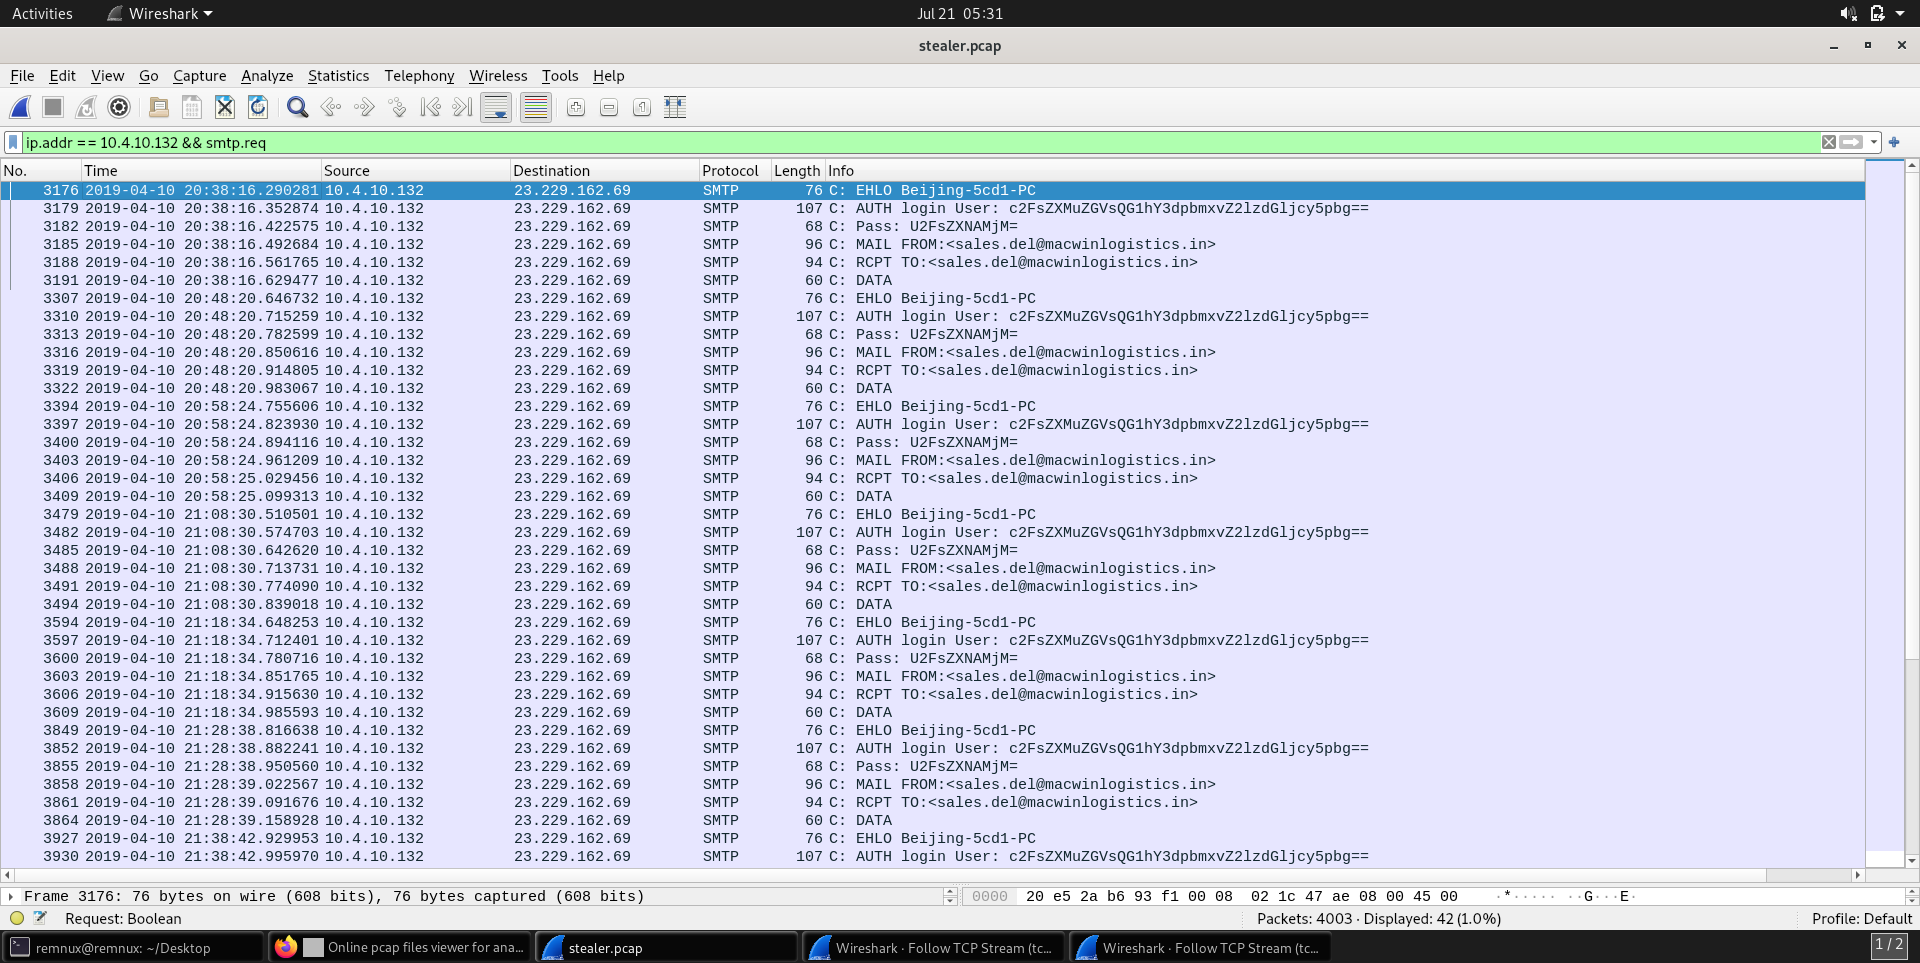 Activities Wireshark Jul 21 05:31
stealer.pcap
File Edit View Go Capture Analyze Statistics Telephony Wireless Tools Help
ip.addr == 10.4.10.132 && smtp.req
No. Time Source Destination Protocol Length Info
3176 2019-04-10 20:38:16.290281 10.4.10.132 23.229.162.69 SMTP 76 C: EHLO Beijing-5cd1-PC
3179 2019-04-10 20:38:16.352874 10.4.10.132 23.229.162.69 SMTP 107 C: AUTH login User: c2FsZXMuZGVsQG1hY3dpbmxvZ2lzdGljcy5pbg==
3182 2019-04-10 20:38:16.422575 10.4.10.132 23.229.162.69 SMTP 68 C: Pass: U2FsZXNAMjM=
3185 2019-04-10 20:38:16.492684 10.4.10.132 23.229.162.69 SMTP 96 C: MAIL FROM:<sales.del@macwinlogistics.in>
3188 2019-04-10 20:38:16.561765 10.4.10.132 23.229.162.69 SMTP 94 C: RCPT TO:<sales.del@macwinlogistics.in>
3191 2019-04-10 20:38:16.629477 10.4.10.132 23.229.162.69 SMTP 60 C: DATA
3307 2019-04-10 20:48:20.646732 10.4.10.132 23.229.162.69 SMTP 76 C: EHLO Beijing-5cd1-PC
3310 2019-04-10 20:48:20.715259 10.4.10.132 23.229.162.69 SMTP 107 C: AUTH login User: c2FsZXMuZGVsQG1hY3dpbmxvZ2lzdGljcy5pbg==
3313 2019-04-10 20:48:20.782599 10.4.10.132 23.229.162.69 SMTP 68 C: Pass: U2FsZXNAMjM=
3316 2019-04-10 20:48:20.850616 10.4.10.132 23.229.162.69 SMTP 96 C: MAIL FROM:<sales.del@macwinlogistics.in>
3319 2019-04-10 20:48:20.914805 10.4.10.132 23.229.162.69 SMTP 94 C: RCPT TO:<sales.del@macwinlogistics.in>
3322 2019-04-10 20:48:20.983067 10.4.10.132 23.229.162.69 SMTP 60 C: DATA
3394 2019-04-10 20:58:24.755606 10.4.10.132 23.229.162.69 SMTP 76 C: EHLO Beijing-5cd1-PC
3397 2019-04-10 20:58:24.823930 10.4.10.132 23.229.162.69 SMTP 107 C: AUTH login User: c2FsZXMuZGVsQG1hY3dpbmxvZ2lzdGljcy5pbg==
3400 2019-04-10 20:58:24.894116 10.4.10.132 23.229.162.69 SMTP 68 C: Pass: U2FsZXNAMjM=
3403 2019-04-10 20:58:24.961209 10.4.10.132 23.229.162.69 SMTP 96 C: MAIL FROM:<sales.del@macwinlogistics.in>
3406 2019-04-10 20:58:25.029456 10.4.10.132 23.229.162.69 SMTP 94 C: RCPT TO:<sales.del@macwinlogistics.in>
3409 2019-04-10 20:58:25.099313 10.4.10.132 23.229.162.69 SMTP 60 C: DATA
3479 2019-04-10 21:08:30.510501 10.4.10.132 23.229.162.69 SMTP 76 C: EHLO Beijing-5cd1-PC
3482 2019-04-10 21:08:30.574703 10.4.10.132 23.229.162.69 SMTP 107 C: AUTH login User: c2FsZXMuZGVsQG1hY3dpbmxvZ2lzdGljcy5pbg==
3485 2019-04-10 21:08:30.642620 10.4.10.132 23.229.162.69 SMTP 68 C: Pass: U2FsZXNAMjM=
3488 2019-04-10 21:08:30.713731 10.4.10.132 23.229.162.69 SMTP 96 C: MAIL FROM:<sales.del@macwinlogistics.in>
3491 2019-04-10 21:08:30.774090 10.4.10.132 23.229.162.69 SMTP 94 C: RCPT TO:<sales.del@macwinlogistics.in>
3494 2019-04-10 21:08:30.839018 10.4.10.132 23.229.162.69 SMTP 60 C: DATA
3594 2019-04-10 21:18:34.648253 10.4.10.132 23.229.162.69 SMTP 76 C: EHLO Beijing-5cd1-PC
3597 2019-04-10 21:18:34.712401 10.4.10.132 23.229.162.69 SMTP 107 C: AUTH login User: c2FsZXMuZGVsQG1hY3dpbmxvZ2lzdGljcy5pbg==
3600 2019-04-10 21:18:34.780716 10.4.10.132 23.229.162.69 SMTP 68 C: Pass: U2FsZXNAMjM=
3603 2019-04-10 21:18:34.851765 10.4.10.132 23.229.162.69 SMTP 96 C: MAIL FROM:<sales.del@macwinlogistics.in>
3606 2019-04-10 21:18:34.915630 10.4.10.132 23.229.162.69 SMTP 94 C: RCPT TO:<sales.del@macwinlogistics.in>
3609 2019-04-10 21:18:34.985593 10.4.10.132 23.229.162.69 SMTP 60 C: DATA
3849 2019-04-10 21:28:38.816638 10.4.10.132 23.229.162.69 SMTP 76 C: EHLO Beijing-5cd1-PC
3852 2019-04-10 21:28:38.882241 10.4.10.132 23.229.162.69 SMTP 107 C: AUTH login User: c2FsZXMuZGVsQG1hY3dpbmxvZ2lzdGljcy5pbg==
3855 2019-04-10 21:28:38.950560 10.4.10.132 23.229.162.69 SMTP 68 C: Pass: U2FsZXNAMjM=
3858 2019-04-10 21:28:39.022567 10.4.10.132 23.229.162.69 SMTP 96 C: MAIL FROM:<sales.del@macwinlogistics.in>
3861 2019-04-10 21:28:39.091676 10.4.10.132 23.229.162.69 SMTP 94 C: RCPT TO:<sales.del@macwinlogistics.in>
3864 2019-04-10 21:28:39.158928 10.4.10.132 23.229.162.69 SMTP 60 C: DATA
3927 2019-04-10 21:38:42.929953 10.4.10.132 23.229.162.69 SMTP 76 C: EHLO Beijing-5cd1-PC
3930 2019-04-10 21:38:42.995970 10.4.10.132 23.229.162.69 SMTP 107 C: AUTH login User: c2FsZXMuZGVsQG1hY3dpbmxvZ2lzdGljcy5pbg==
Frame 3176: 76 bytes on wire (608 bits), 76 bytes captured (608 bits) 0000 20 e5 2a b6 93 f1 00 08 02 1c 47 ae 08 00 45 00 ·*····· ··G···E·
Request: Boolean Packets: 4003 · Displayed: 42 (1.0%) Profile: Default
remnux@remnux: ~/Desktop Online pcap files viewer for ana... stealer.pcap Wireshark · Follow TCP Stream (tc... Wireshark · Follow TCP Stream (tc... 1 / 2